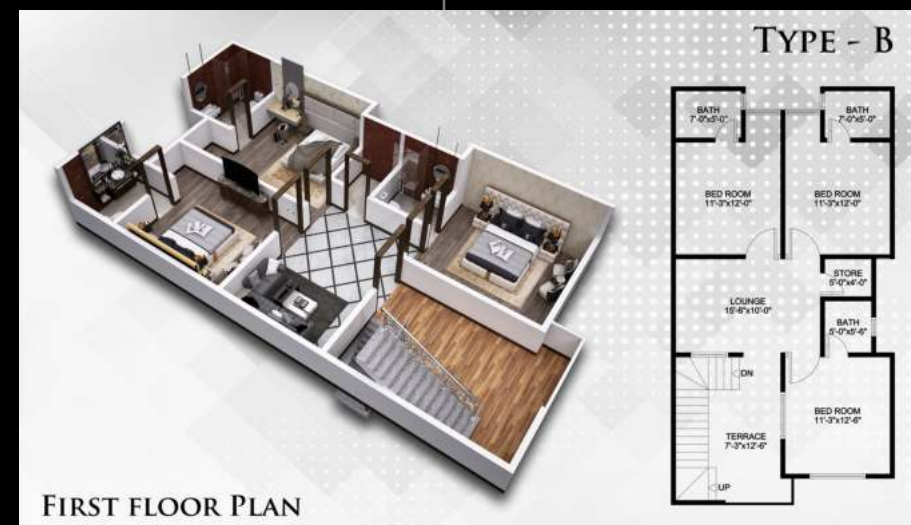 TYPE - B
BATH
7'-0"x5'-0"
BATH
7'-0"x5'-0"
BED ROOM
11'-3"x12'-0"
BED ROOM
11'-3"x12'-0"
STORE
5'-0"x4'-0"
LOUNGE
15'-6"x10'-0"
BATH
5'-0"x5'-6"
DN
BED ROOM
11'-3"x12'-6"
TERRACE
7'-3"x12'-6"
UP
FIRST FLOOR PLAN